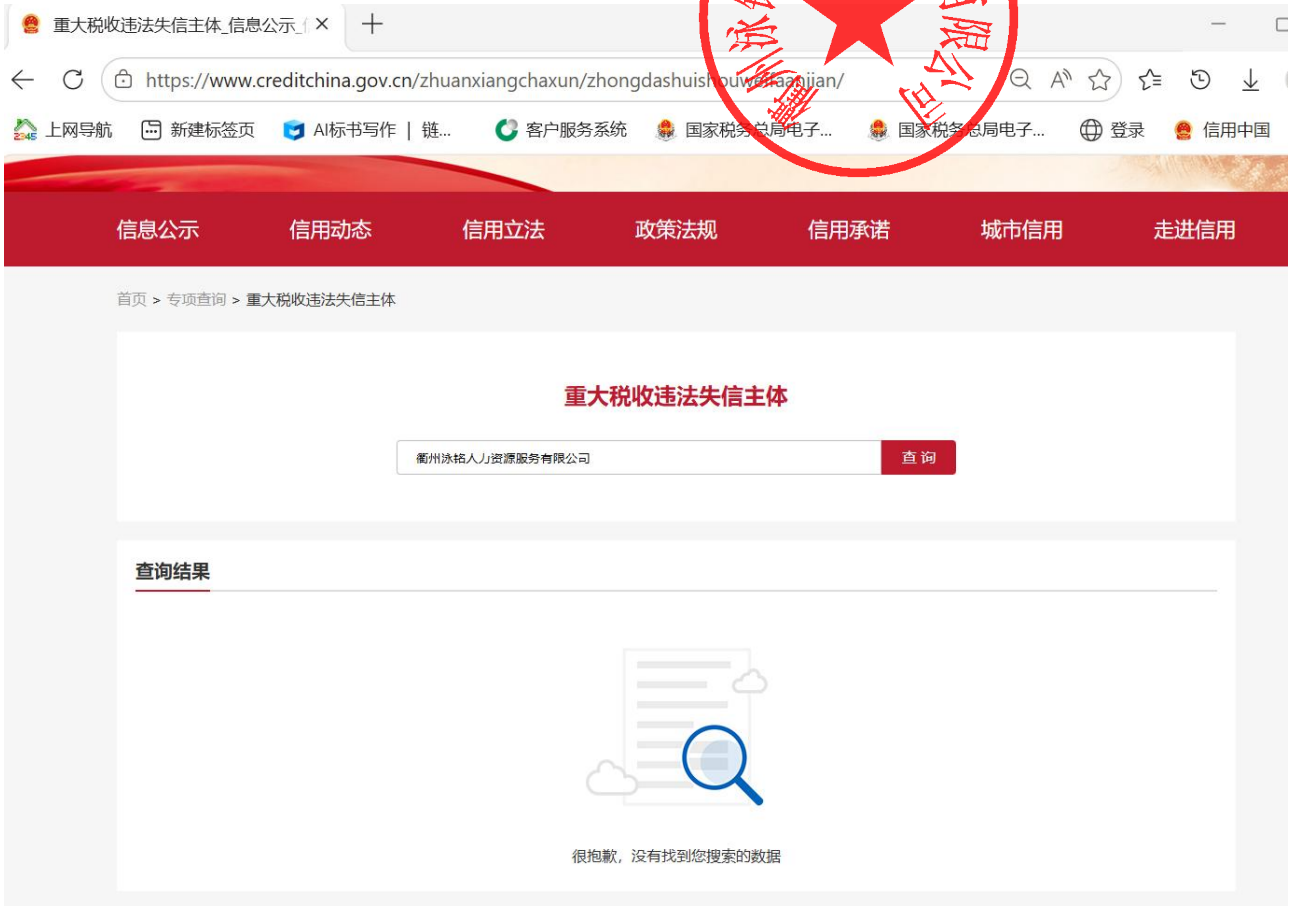 重大税收违法失信主体_信息公示_
https://www.creditchina.gov.cn/zhuanxiangchaxun/zhongdashuishouweifaanjian/
上网导航
新建标签页
AI标书写作 | 链...
客户服务系统
国家税务总局电子...
国家税务总局电子...
登录
信用中国
信息公示
信用动态
信用立法
政策法规
信用承诺
城市信用
走进信用
首页 > 专项查询 > 重大税收违法失信主体
重大税收违法失信主体
衢州泳铭人力资源服务有限公司
查询
查询结果
很抱歉，没有找到您搜索的数据